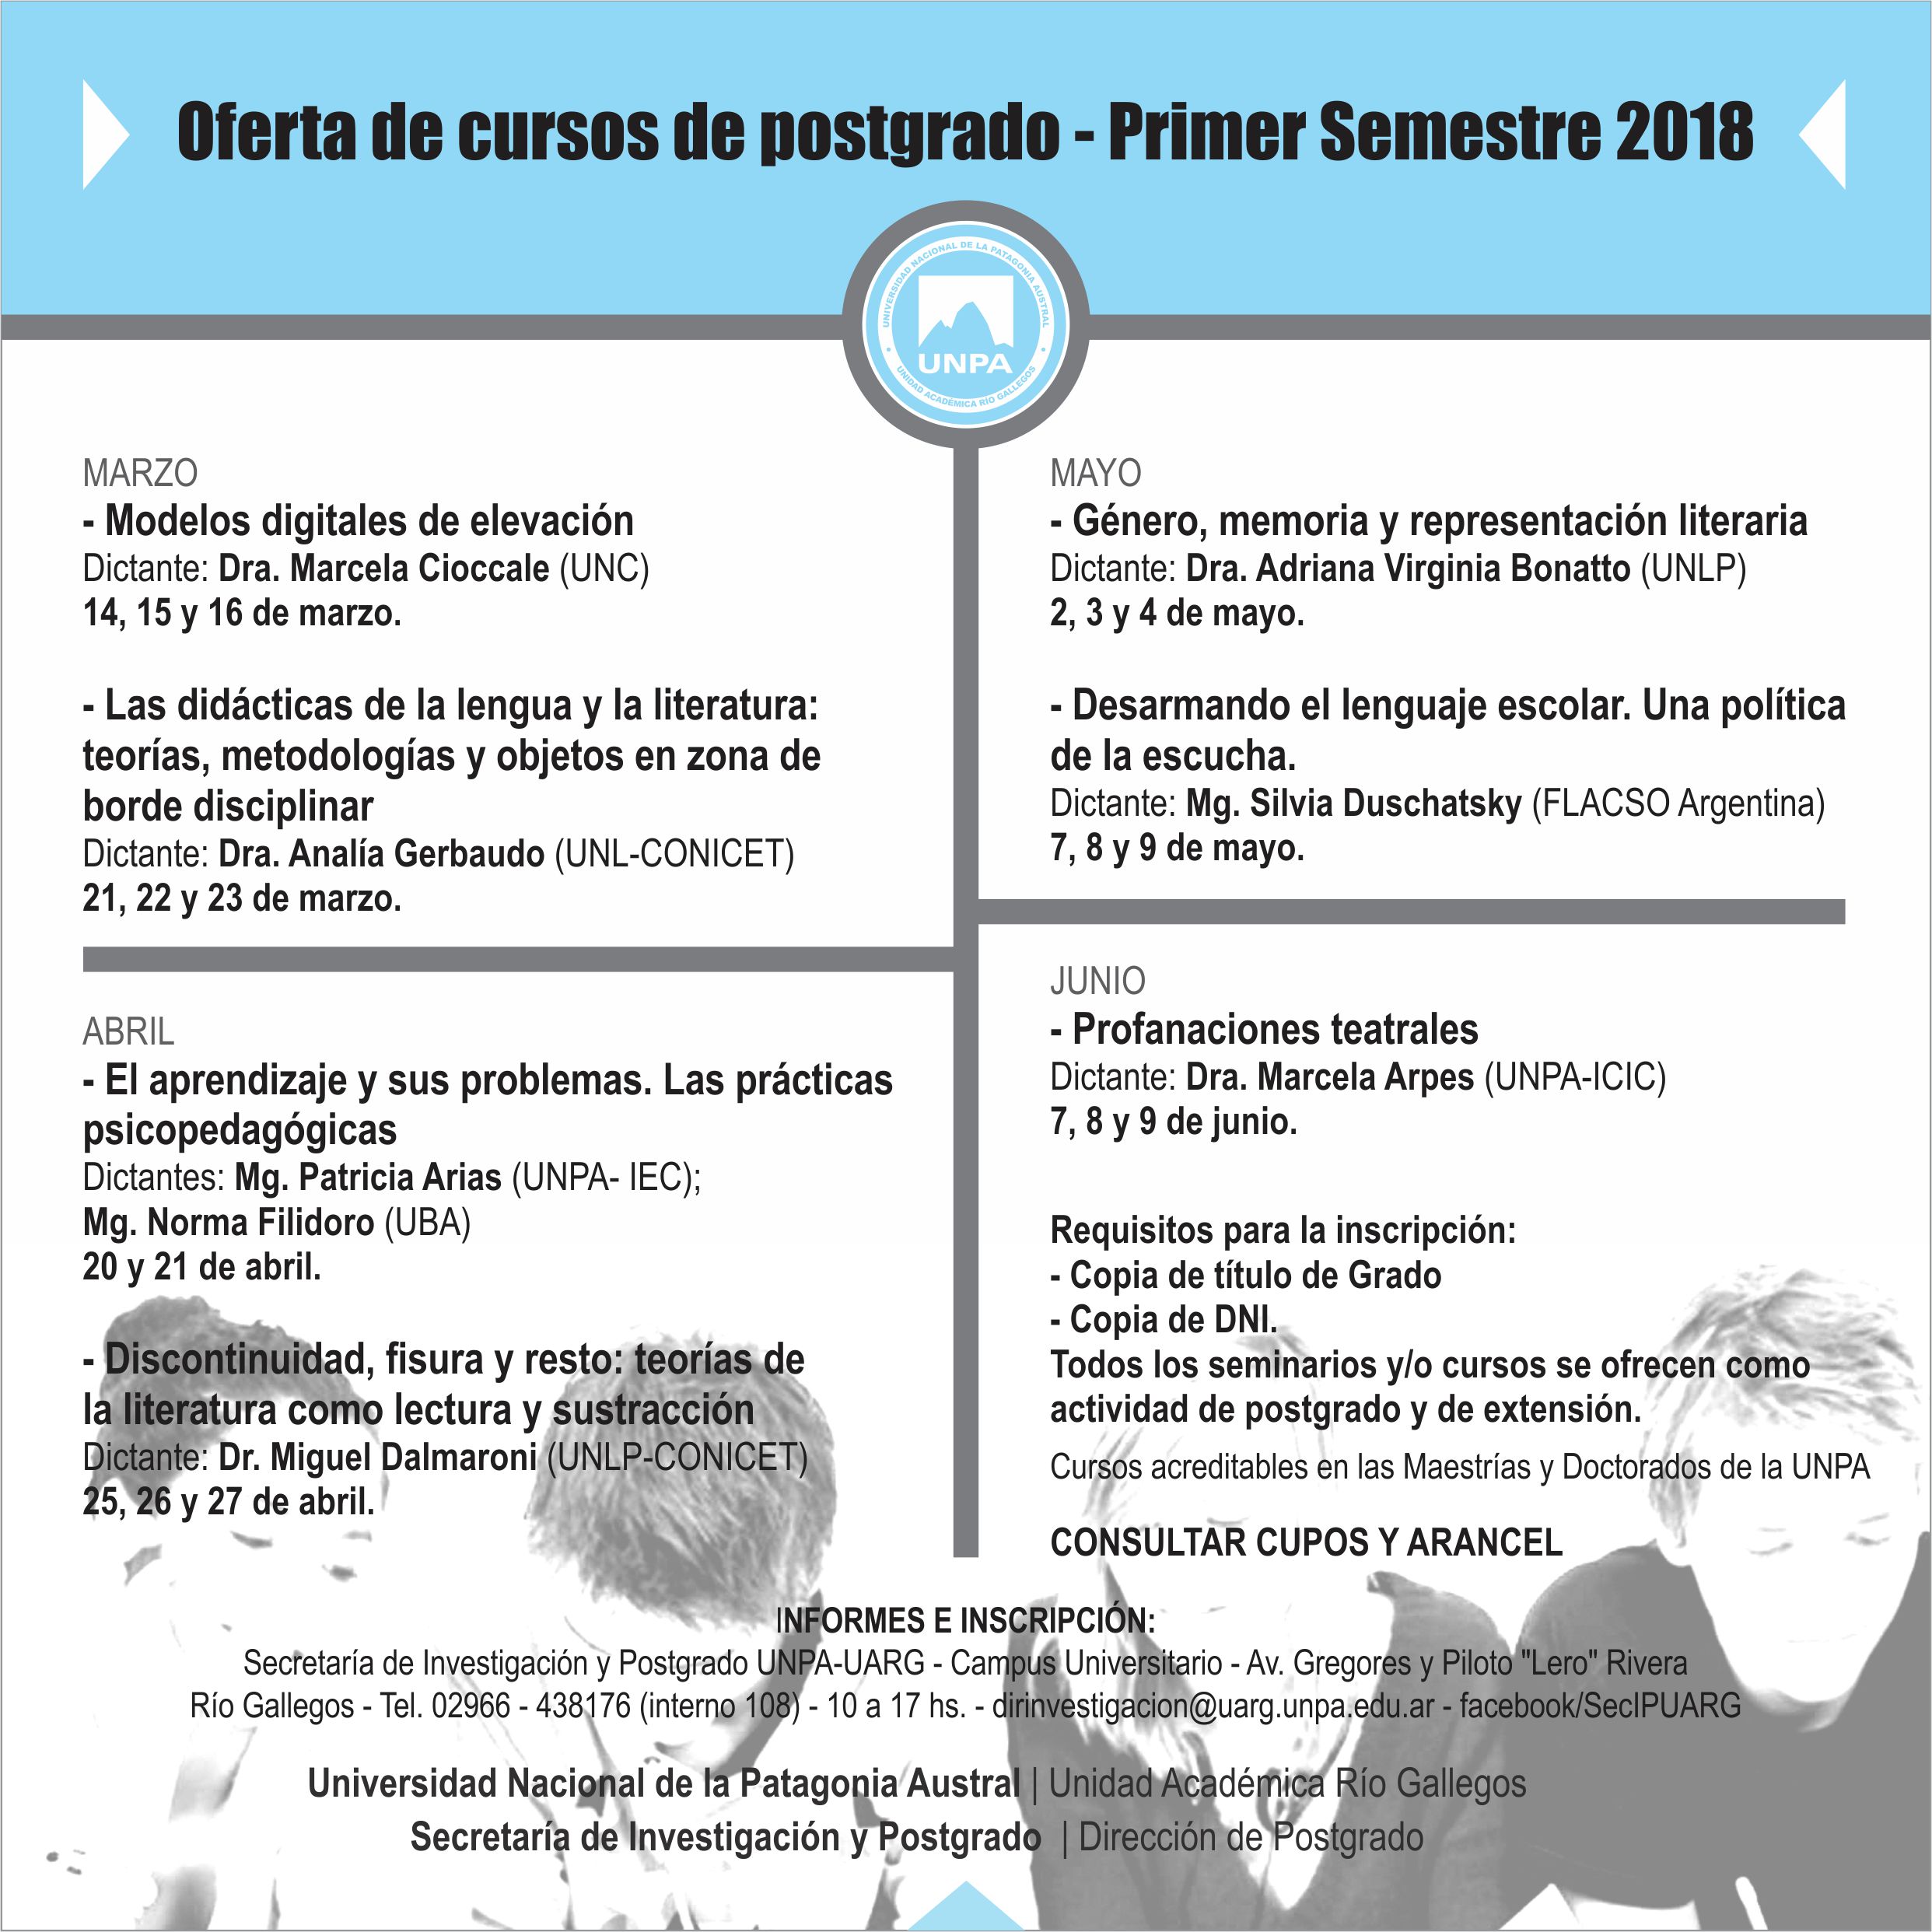 Oferta de cursos de postgrado - Primer Semestre 2018
UNIVERSIDAD NACIONAL DE LA PATAGONIA AUSTRAL
UNPA
UNIDAD ACADÉMICA RÍO GALLEGOS
MARZO
- Modelos digitales de elevación
Dictante: Dra. Marcela Cioccale (UNC)
14, 15 y 16 de marzo.
- Las didácticas de la lengua y la literatura:
teorías, metodologías y objetos en zona de
borde disciplinar
Dictante: Dra. Analía Gerbaudo (UNL-CONICET)
21, 22 y 23 de marzo.
ABRIL
- El aprendizaje y sus problemas. Las prácticas
psicopedagógicas
Dictantes: Mg. Patricia Arias (UNPA- IEC);
Mg. Norma Filidoro (UBA)
20 y 21 de abril.
- Discontinuidad, fisura y resto: teorías de
la literatura como lectura y sustracción
Dictante: Dr. Miguel Dalmaroni (UNLP-CONICET)
25, 26 y 27 de abril.
MAYO
- Género, memoria y representación literaria
Dictante: Dra. Adriana Virginia Bonatto (UNLP)
2, 3 y 4 de mayo.
- Desarmando el lenguaje escolar. Una política
de la escucha.
Dictante: Mg. Silvia Duschatsky (FLACSO Argentina)
7, 8 y 9 de mayo.
JUNIO
- Profanaciones teatrales
Dictante: Dra. Marcela Arpes (UNPA-ICIC)
7, 8 y 9 de junio.
Requisitos para la inscripción:
- Copia de título de Grado
- Copia de DNI.
Todos los seminarios y/o cursos se ofrecen como
actividad de postgrado y de extensión.
Cursos acreditables en las Maestrías y Doctorados de la UNPA
CONSULTAR CUPOS Y ARANCEL
INFORMES E INSCRIPCIÓN:
Secretaría de Investigación y Postgrado UNPA-UARG - Campus Universitario - Av. Gregores y Piloto "Lero" Rivera
Río Gallegos - Tel. 02966 - 438176 (interno 108) - 10 a 17 hs. - dirinvestigacion@uarg.unpa.edu.ar - facebook/SecIPUARG
Universidad Nacional de la Patagonia Austral | Unidad Académica Río Gallegos
Secretaría de Investigación y Postgrado | Dirección de Postgrado